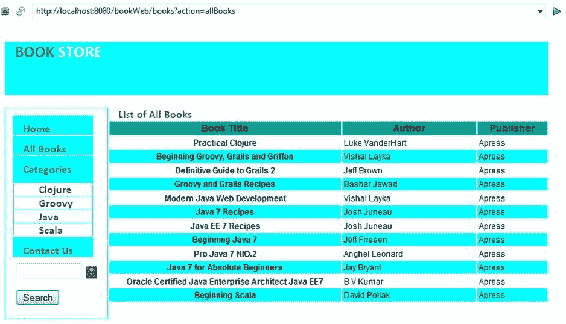 http://localhost8080/bookWeb/books?action=allBooks
BOOK STORE
List of All Books
Book Title Author Publisher
Practical Clojure Luke VanderHart Apress
Beginning Groovy, Grails and Griffon Vishal Layka Apress
Definitive Guide to Grails 2 Jeff Brown Apress
Groovy and Grails Recipes Bashar Jawad Apress
Modern Java Web Development Vishal Layka Apress
Java 7 Recipes Josh Juneau Apress
Java EE 7 Recipes Josh Juneau Apress
Beginning Java 7 Jeff Friesen Apress
Pro Java 7 NIO.2 Anghel Leonard Apress
Java 7 for Absolute Beginners Jay Bryant Apress
Oracle Certified Java Enterprise Architect Java EE7 B V Kumar Apress
Beginning Scala David Pollak Apress
Home
All Books
Categories
Clojure
Groovy
Java
Scala
Contact Us
Search